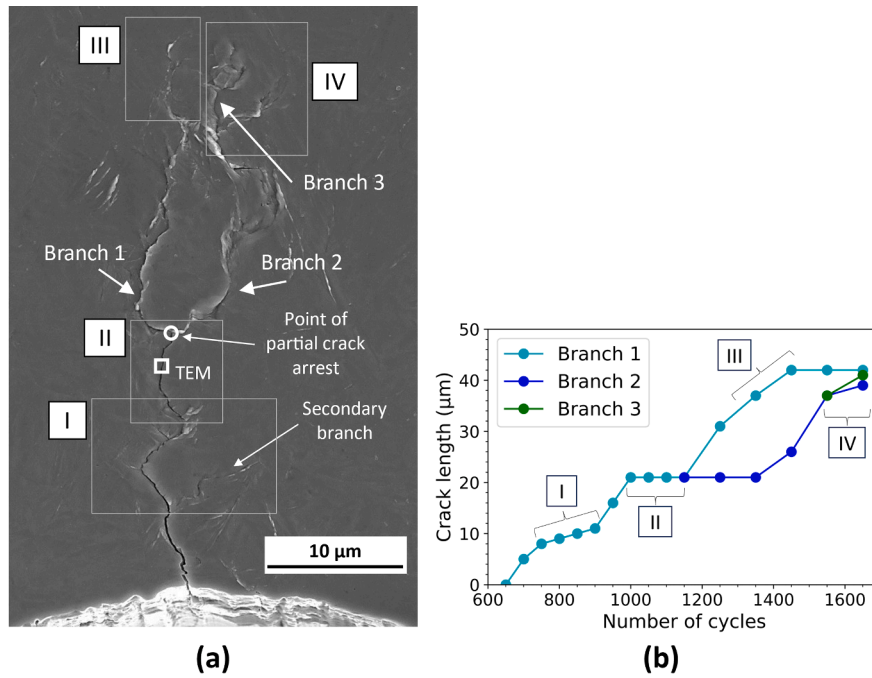 III
IV
Branch 3
Branch 1
Branch 2
II
Point of
partial crack
arrest
TEM
I
Secondary
branch
10 μm
(a)
50
40
30
20
10
0
Crack length (μm)
Branch 1
Branch 2
Branch 3
III
I
II
IV
600
800
1000
1200
1400
1600
Number of cycles
(b)